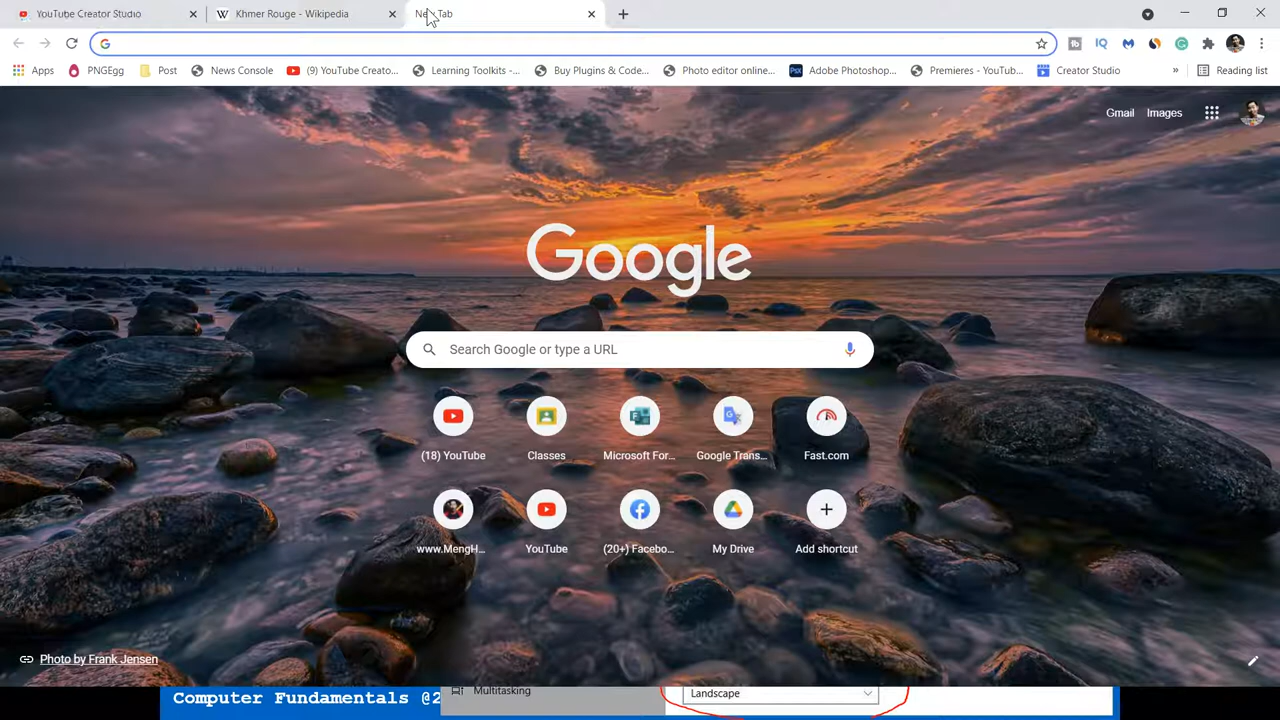 YouTube Creator Studio
Khmer Rouge - Wikipedia
Tab
Apps
PNGEgg
Post
News Console
(9) YouTube Creato...
Learning Toolkits -...
Buy Plugins & Code...
Photo editor online...
Adobe Photoshop...
Premieres - YouTub...
Creator Studio
»
Reading list
Gmail
Images
Google
Search Google or type a URL
(18) YouTube
Classes
Microsoft For...
Google Trans...
Fast.com
www.MengH...
YouTube
(20+) Facebo...
My Drive
Add shortcut
Photo by Frank Jensen
Computer Fundamentals @2
Multitasking
Landscape